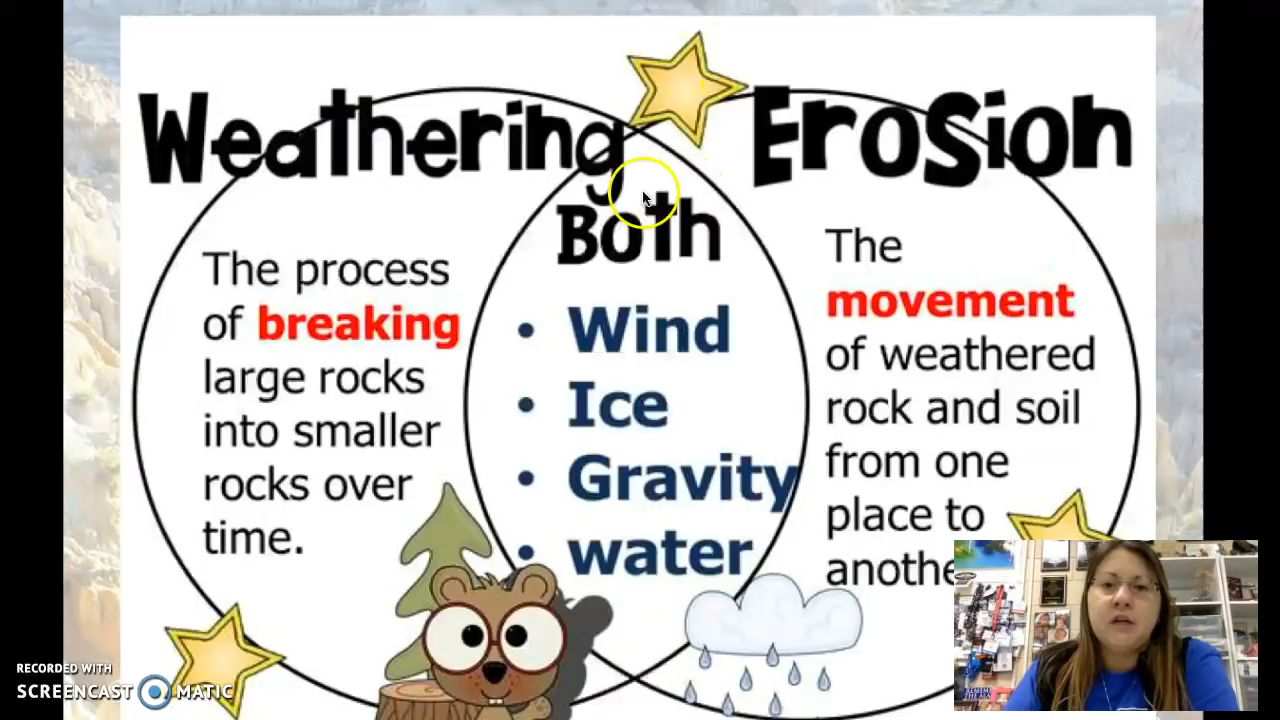 Weathering
Erosion
Both
The process
of breaking
large rocks
into smaller
rocks over
time.
• Wind
• Ice
• Gravity
• water
The
movement
of weathered
rock and soil
from one
place to
anothe
RECORDED WITH
SCREENCAST MATIC